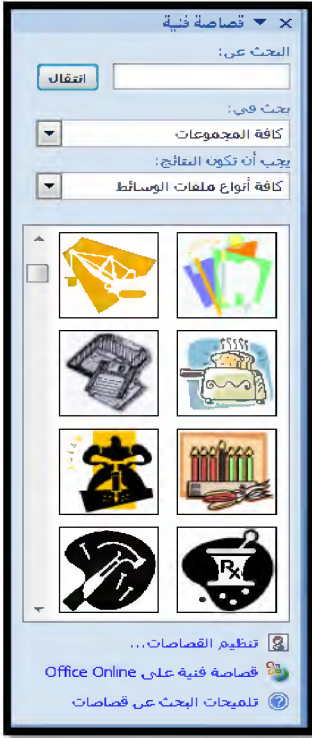 قصاصة فنية
البحث عن:
انتقال
بحث في:
كافة المجموعات
يجب أن تكون النتائج:
كافة أنواع ملفات الوسائط
Rx
تنظيم القصاصات...
قصاصة فنية على Office Online
تلميحات البحث عن قصاصات